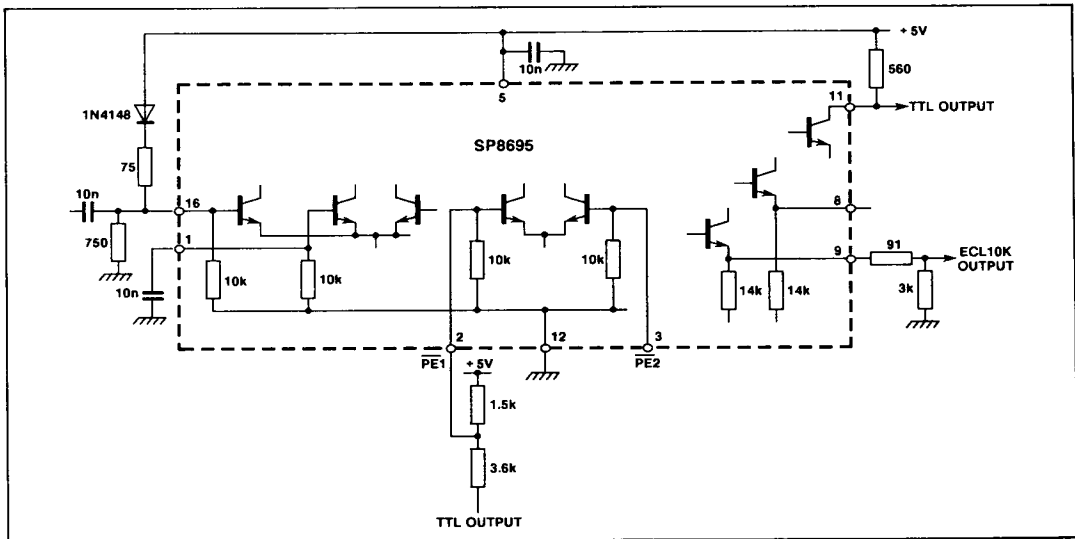 + 5V
10n
560
5
11
TTL OUTPUT
1N4148
SP8695
75
10n
16
8
750
1
9
91
ECL10K
OUTPUT
10k
10k
10k
10k
14k
14k
3k
10n
2
12
3
PE1
PE2
+ 5V
1.5k
3.6k
TTL OUTPUT